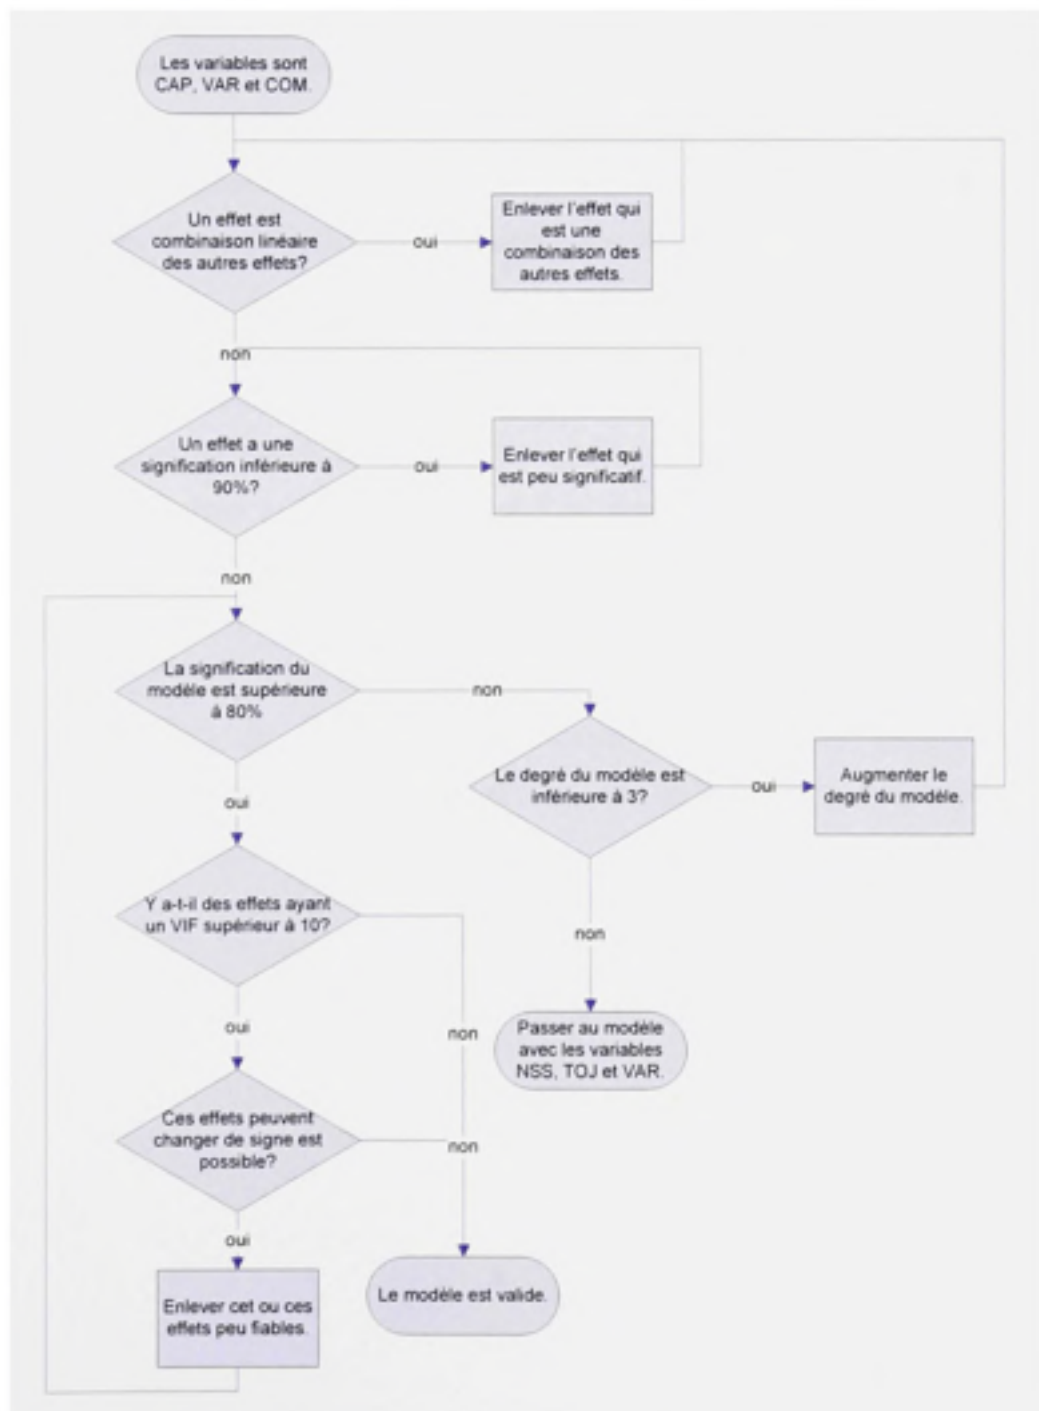 Les variables sont
CAP, VAR et COM.
Un effet est
combinaison linéaire
des autres effets?
oui
Enlever l'effet qui
est une
combinaison des
autres effets.
non
Un effet a une
signification inférieure à
90%?
oui
Enlever l'effet qui
est peu significatif.
non
La signification du
modèle est supérieure
à 80%
non
Le degré du modèle est
inférieure à 3?
oui
Augmenter le
degré du modèle.
oui
Y a-t-il des effets ayant
un VIF supérieur à 10?
non
non
Passer au modèle
avec les variables
NSS, TOJ et VAR.
oui
Ces effets peuvent
changer de signe est
possible?
non
oui
Enlever cet ou ces
effets peu fiables.
Le modèle est valide.